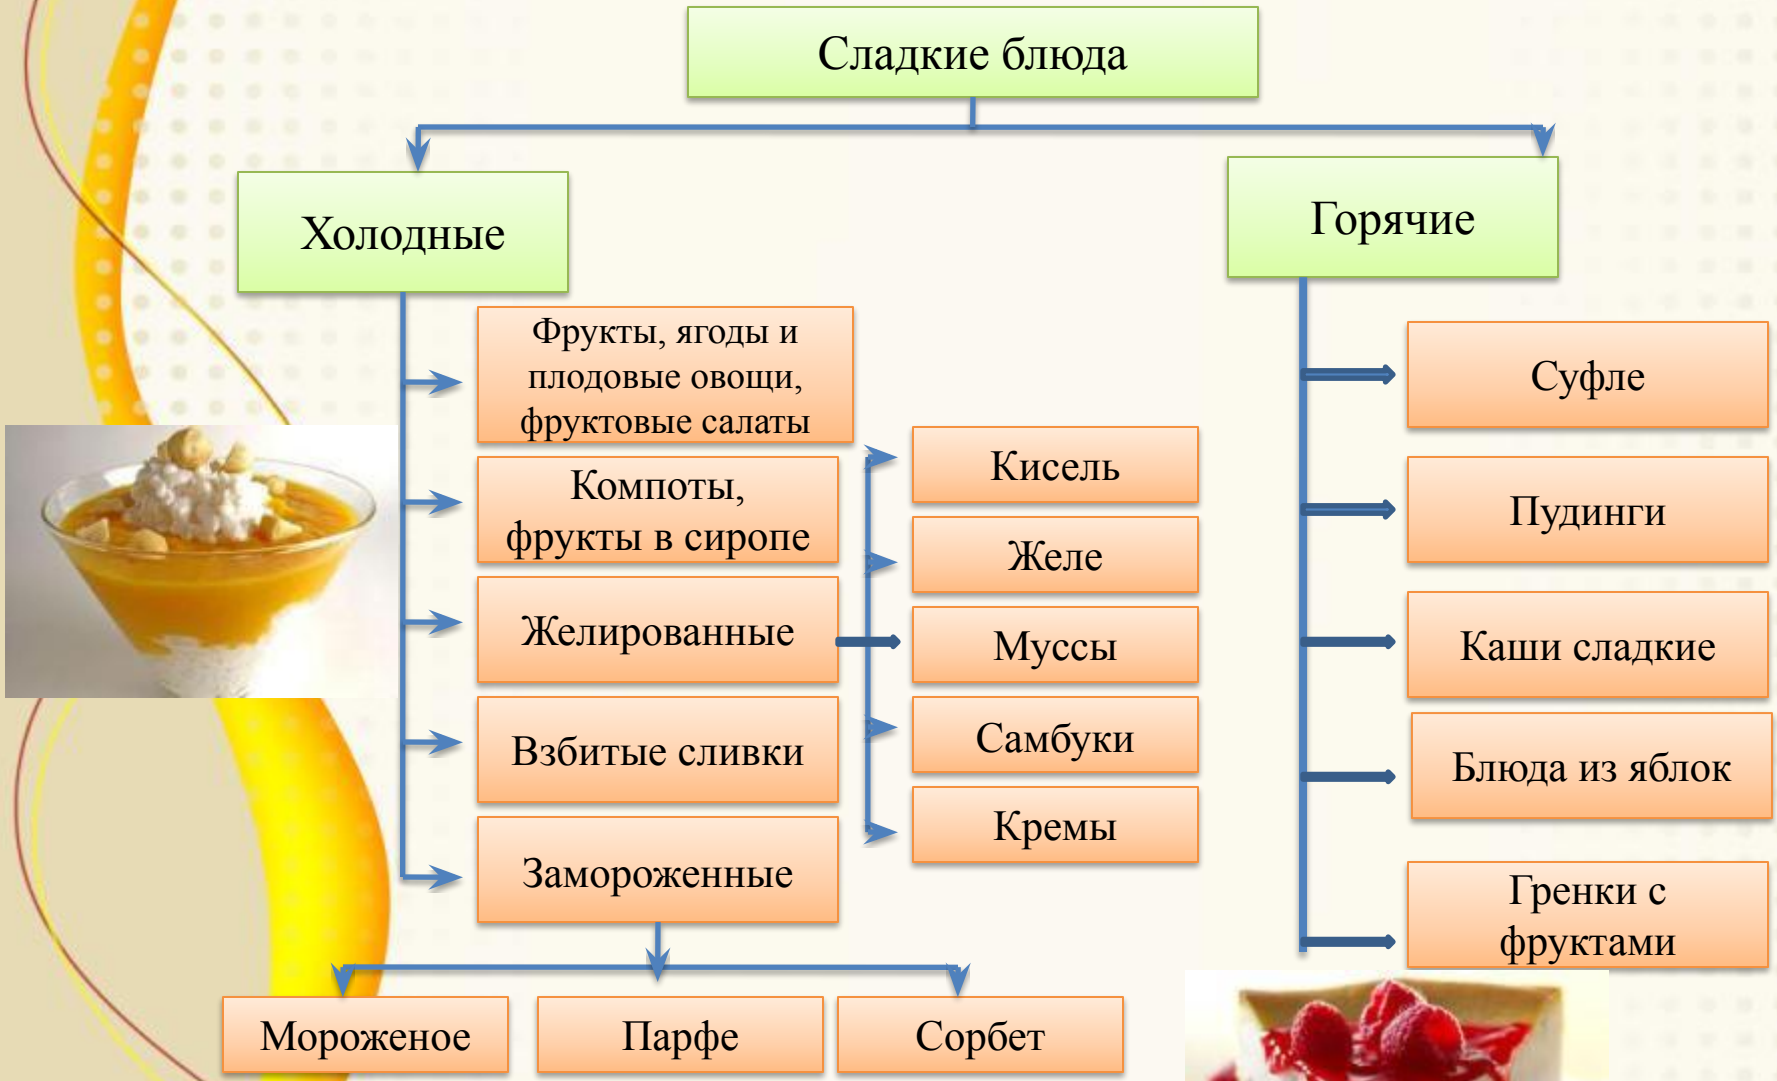 Сладкие блюда
Холодные
Фрукты, ягоды и
плодовые овощи,
фруктовые салаты
Компоты,
фрукты в сиропе
Желированные
Взбитые сливки
Замороженные
Кисель
Желе
Муссы
Самбуки
Кремы
Мороженое
Парфе
Сорбет
Горячие
Суфле
Пудинги
Каши сладкие
Блюда из яблок
Гренки с
фруктами